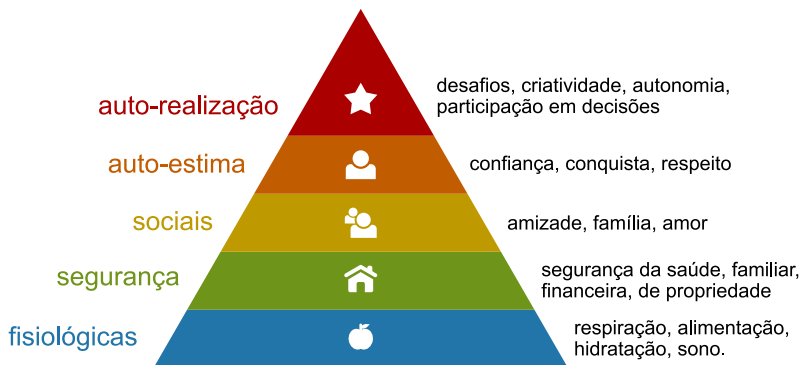 auto-realização
desafios, criatividade, autonomia,
participação em decisões
auto-estima
confiança, conquista, respeito
sociais
amizade, família, amor
segurança
segurança da saúde, familiar,
financeira, de propriedade
fisiológicas
respiração, alimentação,
hidratação, sono.